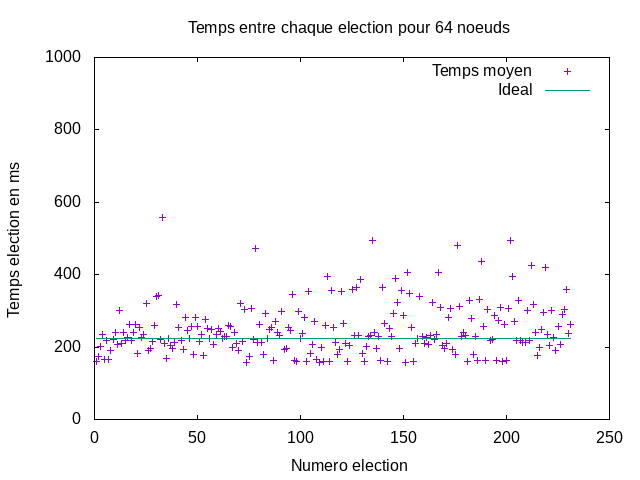 Temps entre chaque election pour 64 noeuds
Temps moyen
Ideal
1000
800
600
400
200
0
Temps election en ms
0 50 100 150 200 250
Numero election